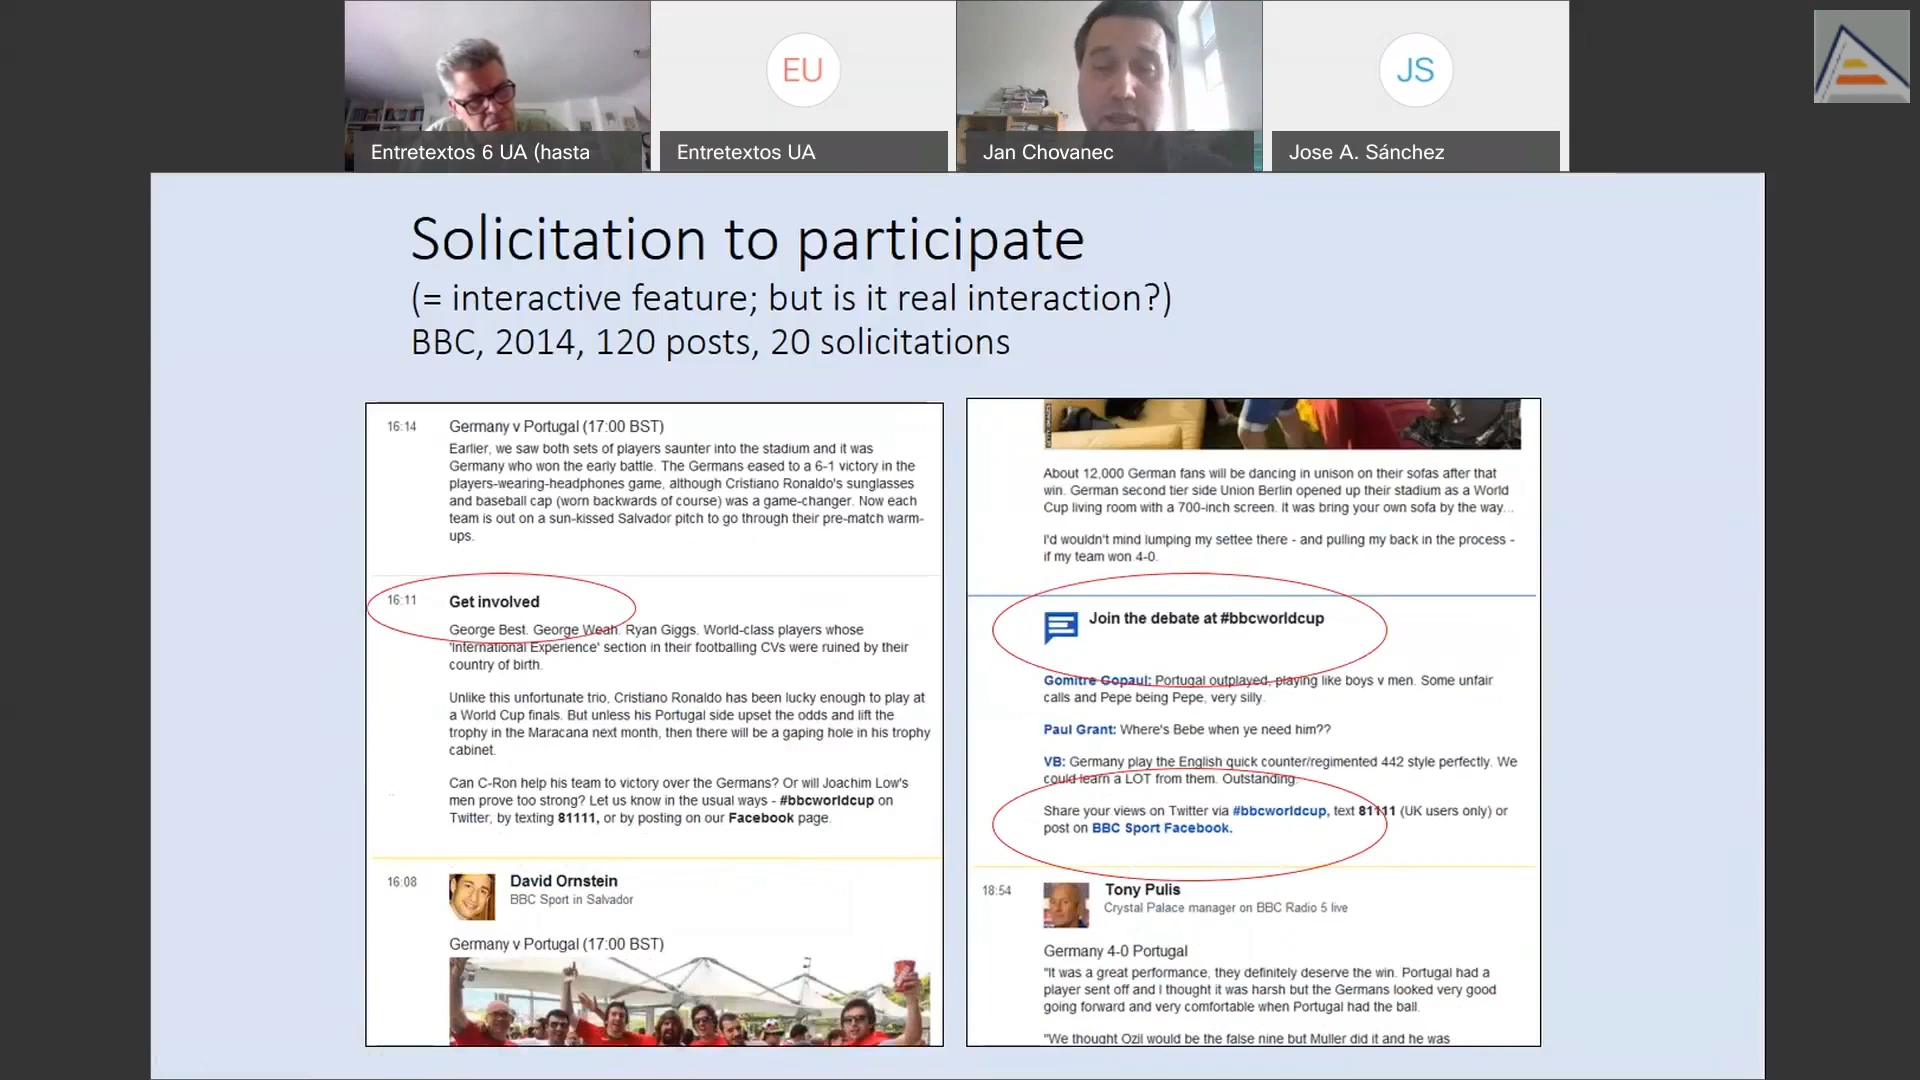 Entretextos 6 UA (hasta
EU
Entretextos UA
Jan Chovanec
JS
Jose A. Sánchez
Solicitation to participate
(= interactive feature; but is it real interaction?)
BBC, 2014, 120 posts, 20 solicitations
16:14
Germany v Portugal (17:00 BST)
Earlier, we saw both sets of players saunter into the stadium and it was
Germany who won the early battle. The Germans eased to a 6-1 victory in the
players-wearing-headphones game, although Cristiano Ronaldo's sunglasses
and baseball cap (worn backwards of course) was a game-changer. Now each
team is out on a sun-kissed Salvador pitch to go through their pre-match warm-
ups.
16:11
Get involved
George Best. George Weah. Ryan Giggs. World-class players whose
'International Experience' section in their footballing CVs were ruined by their
country of birth.
Unlike this unfortunate trio, Cristiano Ronaldo has been lucky enough to play at
a World Cup finals. But unless his Portugal side upset the odds and lift the
trophy in the Maracana next month, then there will be a gaping hole in his trophy
cabinet.
Can C-Ron help his team to victory over the Germans? Or will Joachim Low's
men prove too strong? Let us know in the usual ways - #bbcworldcup on
Twitter, by texting 81111, or by posting on our Facebook page.
16:08
David Ornstein
BBC Sport in Salvador
Germany v Portugal (17:00 BST)
About 12,000 German fans will be dancing in unison on their sofas after that
win. German second tier side Union Berlin opened up their stadium as a World
Cup living room with a 700-inch screen. It was bring your own sofa by the way...
I'd wouldn't mind lumping my settee there - and pulling my back in the process -
if my team won 4-0.
Join the debate at #bbcworldcup
Gomitre Gopaul: Portugal outplayed, playing like boys v men. Some unfair
calls and Pepe being Pepe, very silly.
Paul Grant: Where's Bebe when ye need him??
VB: Germany play the English quick counter/regimented 442 style perfectly. We
could learn a LOT from them. Outstanding.
Share your views on Twitter via #bbcworldcup, text 81111 (UK users only) or
post on BBC Sport Facebook.
18:54
Tony Pulis
Crystal Palace manager on BBC Radio 5 live
Germany 4-0 Portugal
"It was a great performance, they definitely deserve the win. Portugal had a
player sent off and I thought it was harsh but the Germans looked very good
going forward and very comfortable when Portugal had the ball.
"We thought Ozil would be the false nine but Muller did it and he was